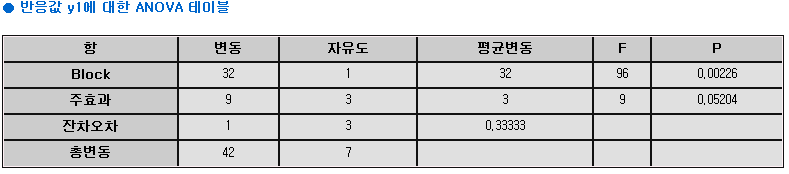 ● 반응값 y1에 대한 ANOVA 테이블
항 변동 자유도 평균변동 F P
Block 32 1 32 96 0,00226
주효과 9 3 3 9 0,05204
잔차오차 1 3 0,33333
총변동 42 7